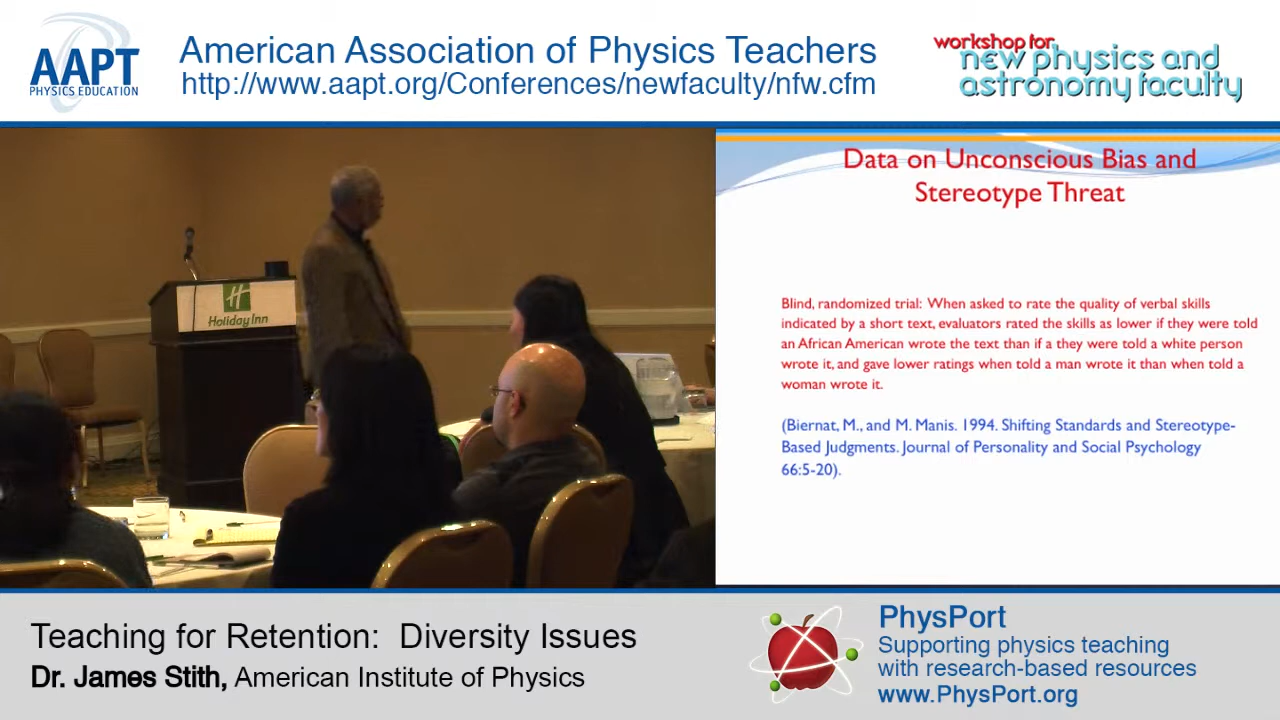 AAPT
PHYSICS EDUCATION
American Association of Physics Teachers
http://www.aapt.org/Conferences/newfaculty/nfw.cfm
workshop for
new physics and
astronomy faculty
Data on Unconscious Bias and
Stereotype Threat
Blind, randomized trial: When asked to rate the quality of verbal skills
indicated by a short text, evaluators rated the skills as lower if they were told
an African American wrote the text than if a they were told a white person
wrote it, and gave lower ratings when told a man wrote it than when told a
woman wrote it.
(Biernat, M., and M. Manis. 1994. Shifting Standards and Stereotype-
Based Judgments. Journal of Personality and Social Psychology
66:5-20).
H
Holiday Inn
Teaching for Retention: Diversity Issues
Dr. James Stith, American Institute of Physics
PhysPort
Supporting physics teaching
with research-based resources
www.PhysPort.org